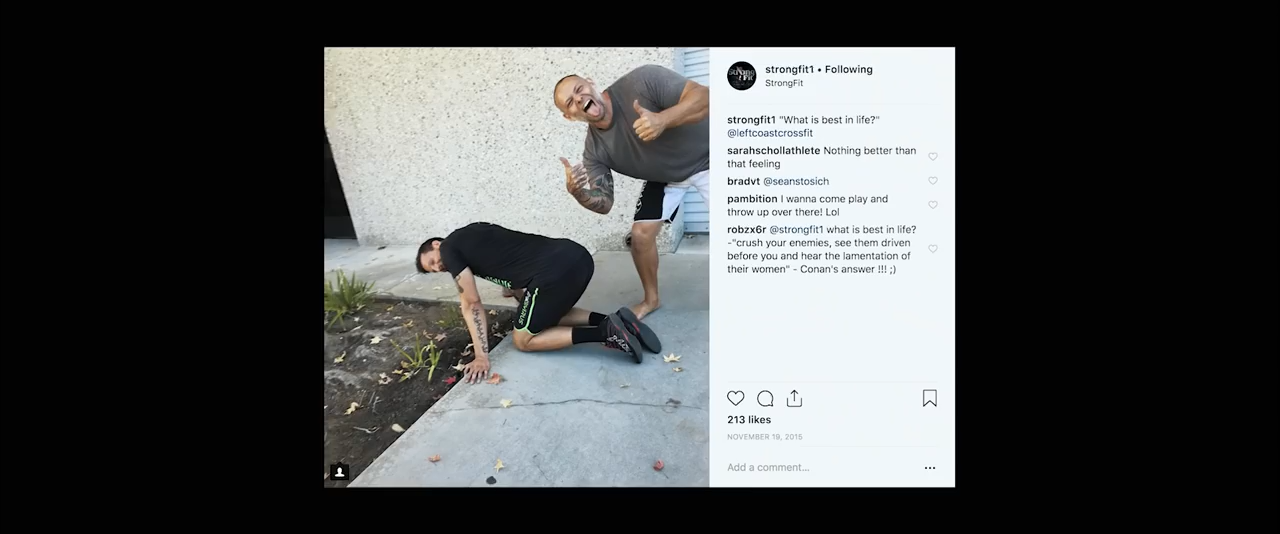 strongfit1 • Following
StrongFit
strongfit1 "What is best in life?"
@leftcoastcrossfit
sarahschollathlete Nothing better than
that feeling
bradvt @seanstosich
pambition I wanna come play and
throw up over there! Lol
robzx6r @strongfit1 what is best in life?
-"crush your enemies, see them driven
before you and hear the lamentation of
their women" - Conan's answer !!! ;)
213 likes
NOVEMBER 19, 2015
Add a comment...